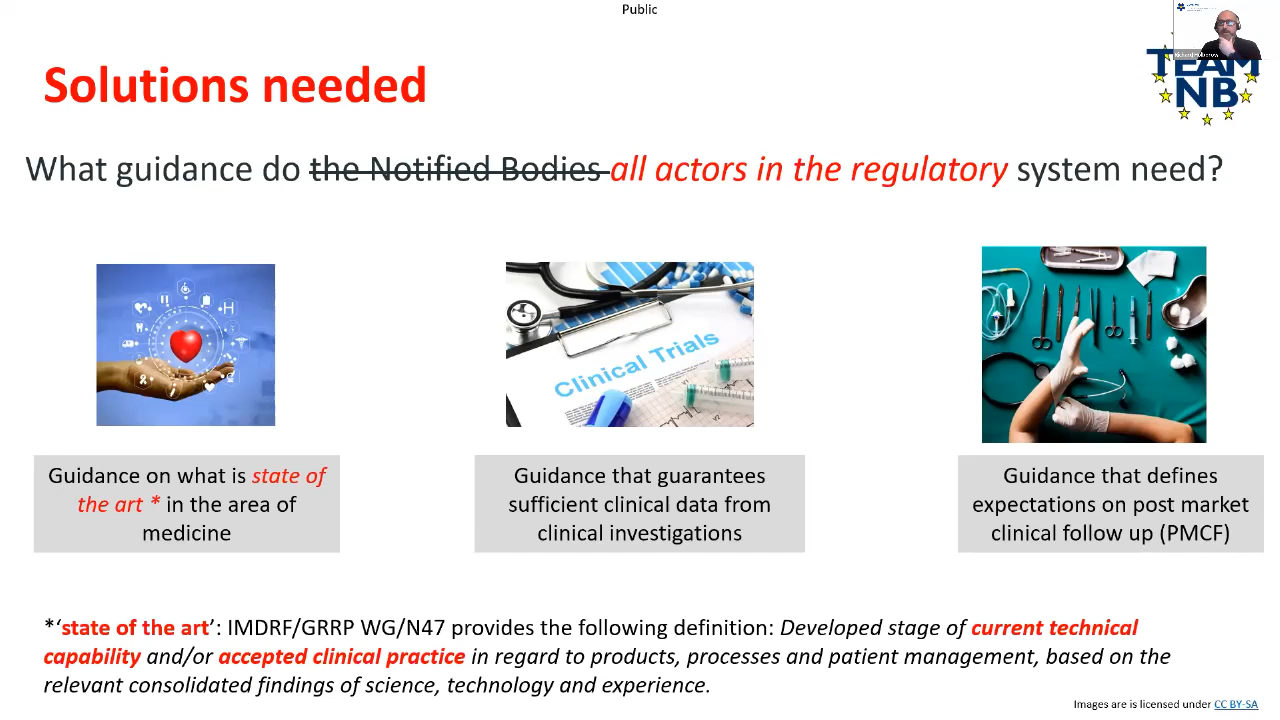 Public
Richard Holborow
TEAM
NB
Solutions needed
What guidance do the Notified Bodies all actors in the regulatory system need?
Clinical Trials
Guidance on what is state of
the art * in the area of
medicine
Guidance that guarantees
sufficient clinical data from
clinical investigations
Guidance that defines
expectations on post market
clinical follow up (PMCF)
*‘state of the art’: IMDRF/GRRP WG/N47 provides the following definition: Developed stage of current technical
capability and/or accepted clinical practice in regard to products, processes and patient management, based on the
relevant consolidated findings of science, technology and experience.
Images are is licensed under CC BY-SA